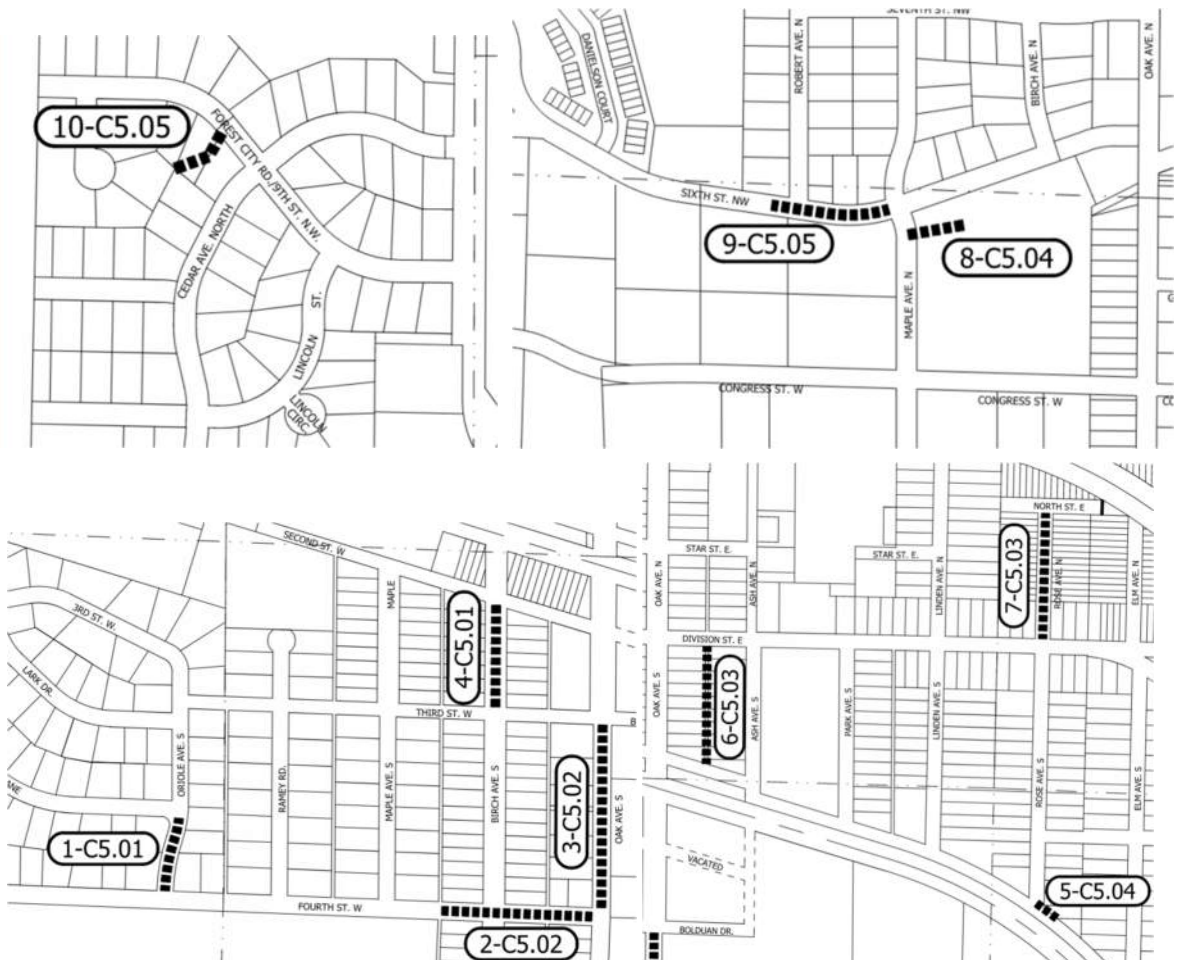 10-C5.05
FOREST CITY RD./9TH ST. N.W.
CEDAR AVE. NORTH
LINCOLN ST.
LINCOLN
CIRC.
SEVENTH ST. NW
DANIELSON COURT
ROBERT AVE. N
BIRCH AVE. N
OAK AVE. N
SIXTH ST. NW
9-C5.05
8-C5.04
MAPLE AVE. N
CONGRESS ST. W
CONGRESS ST. W
SECOND ST. W
3RD ST. W.
LARK DR.
MAPLE
4-C5.01
THIRD ST. W
ORIOLE AVE. S
RAMEY RD.
MAPLE AVE. S
BIRCH AVE. S
3-C5.02
OAK AVE. S
1-C5.01
FOURTH ST. W
2-C5.02
NORTH ST. E
STAR ST. E.
STAR ST. E.
OAK AVE. N
ASH AVE. N
LINDEN AVE. N
7-C5.03
ROSE AVE. N
ELM AVE. N
DIVISION ST. E
OAK AVE. S
6-C5.03
ASH AVE. S
PARK AVE. S
LINDEN AVE. S
ROSE AVE. S
ELM AVE. S
VACATED
5-C5.04
BOLDUAN DR.